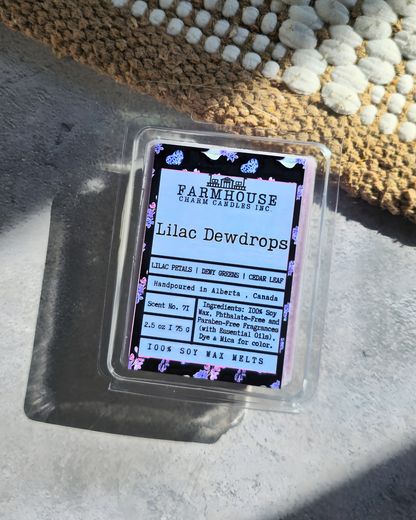 FARMHOUSE
CHARM CANDLES INC.
Lilac Dewdrops
LILAC PETALS | DEWY GREENS | CEDAR LEAF
Handpoured in Alberta , Canada
Scent No. 71
2.5 oz I 75 g
Ingredients: 100% Soy
Wax, Phthalate-Free and
Paraben-Free Fragrances
(with Essential Oils),
Dye & Mica for color.
100% SOY WAX MELTS